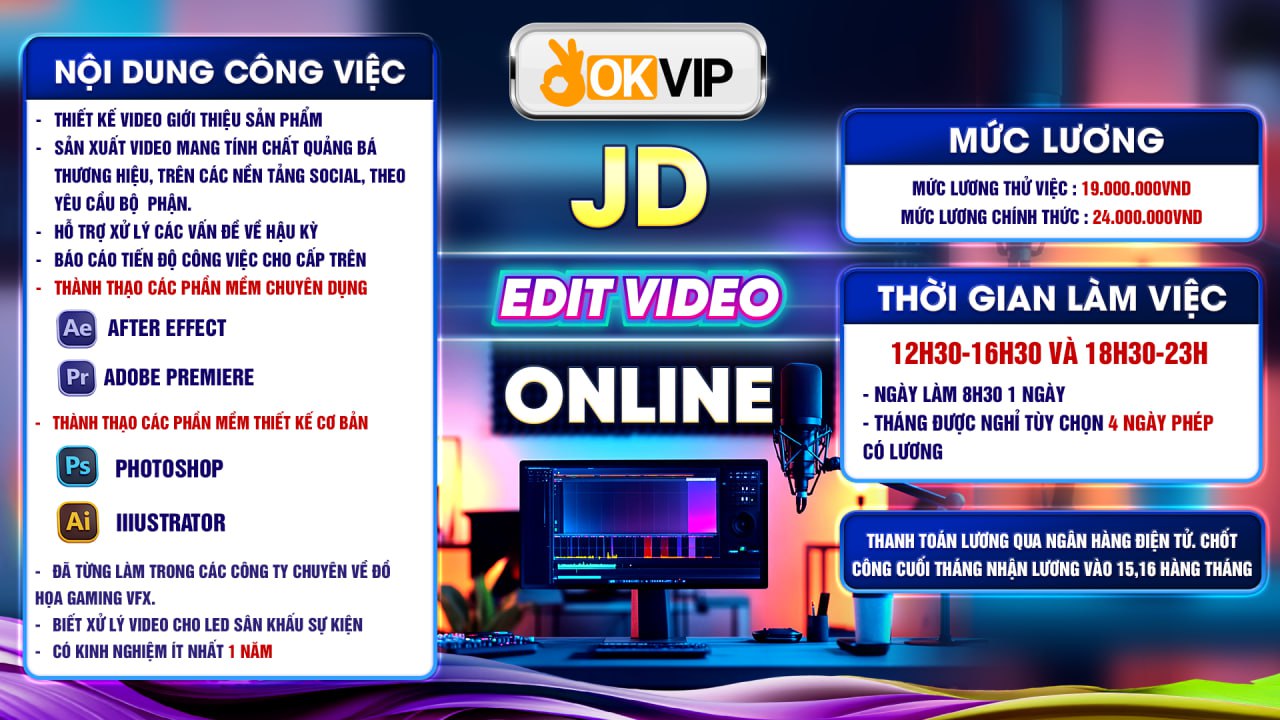 NỘI DUNG CÔNG VIỆC
- THIẾT KẾ VIDEO GIỚI THIỆU SẢN PHẨM
- SẢN XUẤT VIDEO MANG TÍNH CHẤT QUẢNG BÁ
THƯƠNG HIỆU, TRÊN CÁC NỀN TẢNG SOCIAL, THEO
YÊU CẦU BỘ PHẬN.
- HỖ TRỢ XỬ LÝ CÁC VẤN ĐỀ VỀ HẬU KỲ
- BÁO CÁO TIẾN ĐỘ CÔNG VIỆC CHO CẤP TRÊN
- THÀNH THẠO CÁC PHẦN MỀM CHUYÊN DỤNG
Ae AFTER EFFECT
Pr ADOBE PREMIERE
- THÀNH THẠO CÁC PHẦN MỀM THIẾT KẾ CƠ BẢN
Ps PHOTOSHOP
Ai IIIUSTRATOR
- ĐÃ TỪNG LÀM TRONG CÁC CÔNG TY CHUYÊN VỀ ĐỒ
HỌA GAMING VFX.
- BIẾT XỬ LÝ VIDEO CHO LED SÂN KHẤU SỰ KIỆN
- CÓ KINH NGHIỆM ÍT NHẤT 1 NĂM
OKVIP
JD
EDIT VIDEO
ONLINE
MỨC LƯƠNG
MỨC LƯƠNG THỬ VIỆC : 19.000.000VND
MỨC LƯƠNG CHÍNH THỨC : 24.000.000VND
THỜI GIAN LÀM VIỆC
12H30-16H30 VÀ 18H30-23H
- NGÀY LÀM 8H30 1 NGÀY
- THÁNG ĐƯỢC NGHỈ TÙY CHỌN 4 NGÀY PHÉP
CÓ LƯƠNG
THANH TOÁN LƯƠNG QUA NGÂN HÀNG ĐIỆN TỬ. CHỐT
CÔNG CUỐI THÁNG NHẬN LƯƠNG VÀO 15,16 HÀNG THÁNG